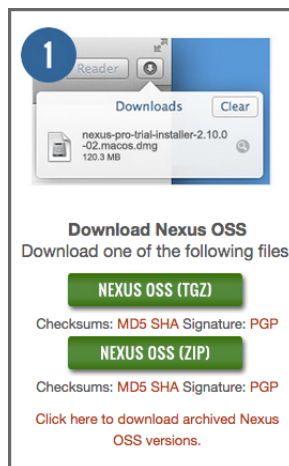 1
Reader
Downloads
Clear
nexus-pro-trial-installer-2.10.0
-02.macos.dmg
120.3 MB
Download Nexus OSS
Download one of the following files
NEXUS OSS (TGZ)
Checksums: MD5 SHA Signature: PGP
NEXUS OSS (ZIP)
Checksums: MD5 SHA Signature: PGP
Click here to download archived Nexus
OSS versions.